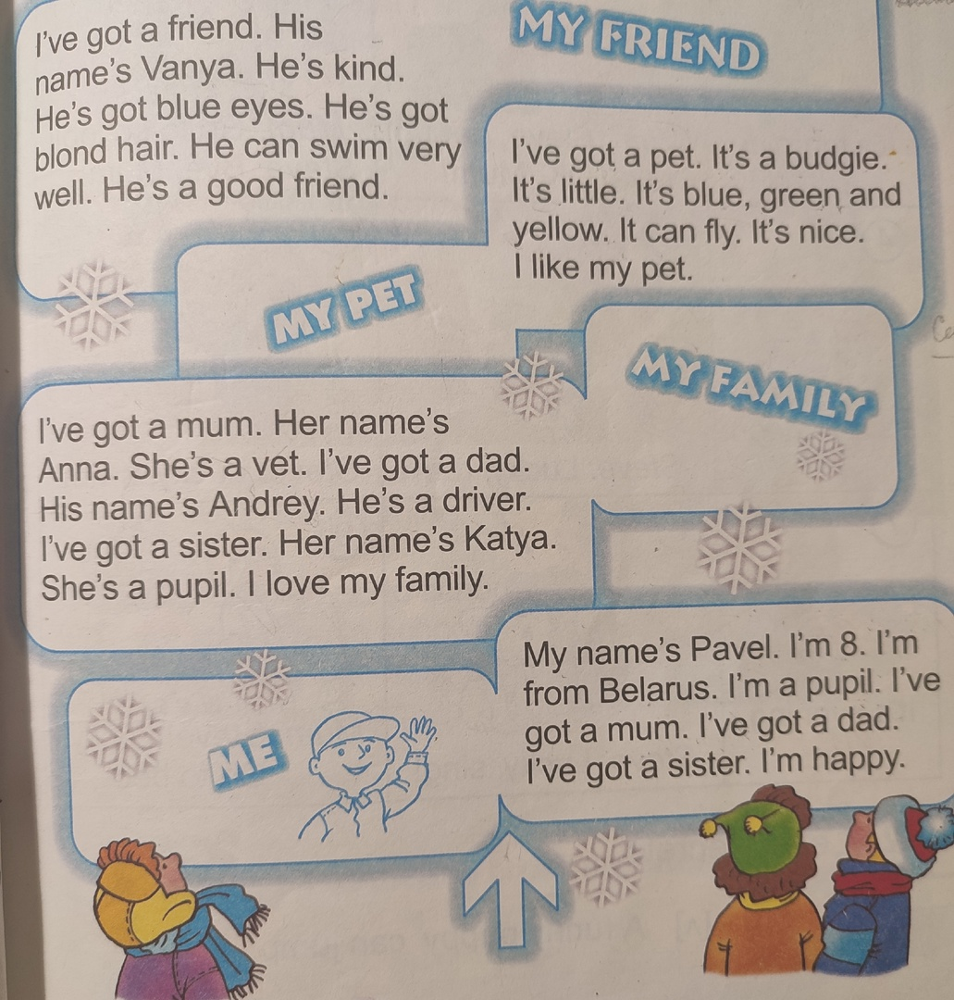 MY FRIEND
I've got a friend. His
name's Vanya. He's kind.
He's got blue eyes. He's got
blond hair. He can swim very
well. He's a good friend.
I've got a pet. It's a budgie.
It's little. It's blue, green and
yellow. It can fly. It's nice.
I like my pet.
MY PET
MY FAMILY
I've got a mum. Her name's
Anna. She's a vet. I've got a dad.
His name's Andrey. He's a driver.
I've got a sister. Her name's Katya.
She's a pupil. I love my family.
My name's Pavel. I'm 8. I'm
from Belarus. I'm a pupil. I've
got a mum. I've got a dad.
I've got a sister. I'm happy.
ME